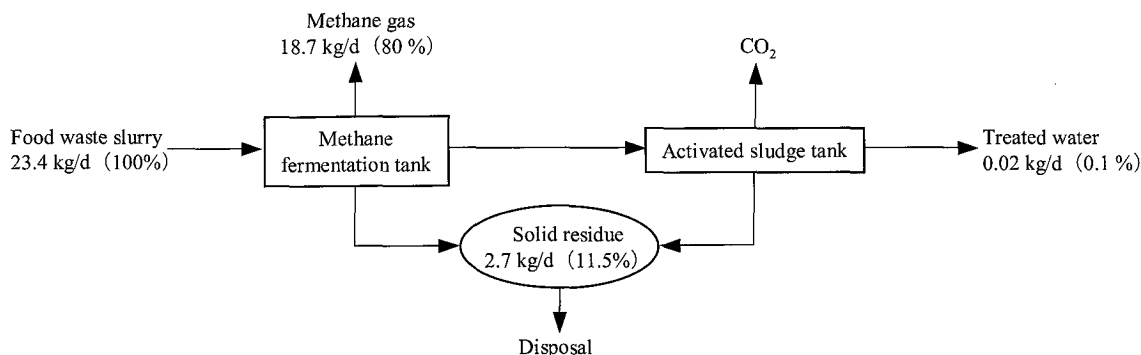 Methane gas
18.7 kg/d (80 %)
CO₂
Food waste slurry
23.4 kg/d (100%)
Methane
fermentation tank
Activated sludge tank
Treated water
0.02 kg/d (0.1 %)
Solid residue
2.7 kg/d (11.5%)
Disposal